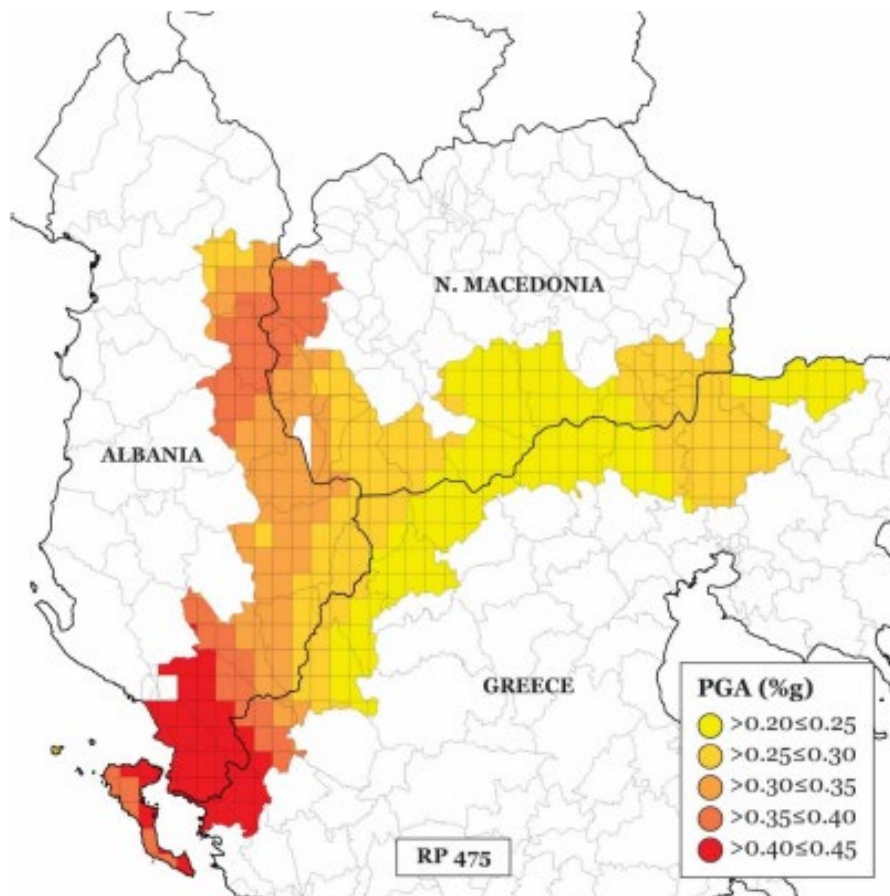 N. MACEDONIA
ALBANIA
GREECE
PGA (%g)
>0.20≤0.25
>0.25≤0.30
>0.30≤0.35
>0.35≤0.40
>0.40≤0.45
RP 475